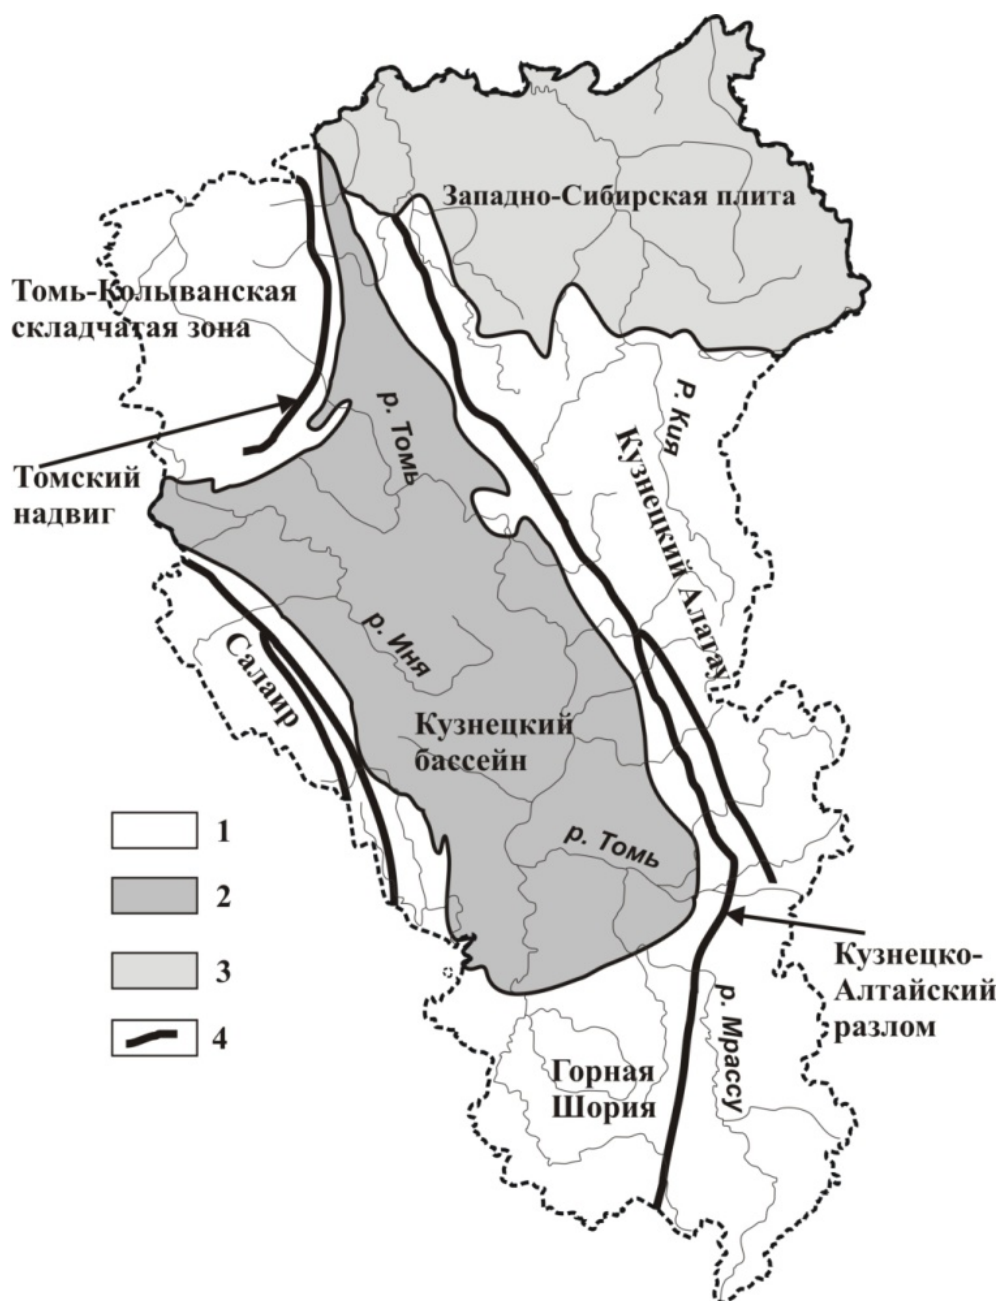 Западно-Сибирская плита
Томь-Колыванская
складчатая зона
р. Томь
Р. Кия
Кузнецкий Алатау
Томский
надвиг
р. Иня
Салаир
Кузнецкий
бассейн
1
р. Томь
2
3
Кузнецко-
Алтайский
разлом
4
р. Мрассу
Горная
Шория